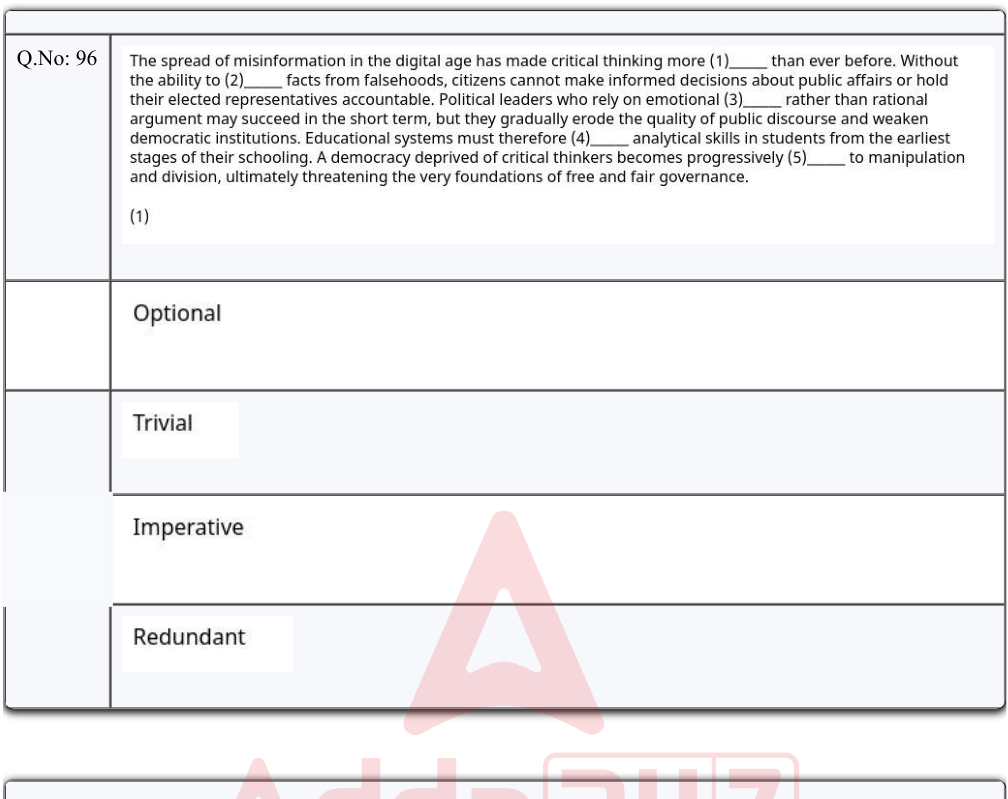 Q.No: 96
The spread of misinformation in the digital age has made critical thinking more (1)_____ than ever before. Without
the ability to (2)_____ facts from falsehoods, citizens cannot make informed decisions about public affairs or hold
their elected representatives accountable. Political leaders who rely on emotional (3)_____ rather than rational
argument may succeed in the short term, but they gradually erode the quality of public discourse and weaken
democratic institutions. Educational systems must therefore (4)_____ analytical skills in students from the earliest
stages of their schooling. A democracy deprived of critical thinkers becomes progressively (5)_____ to manipulation
and division, ultimately threatening the very foundations of free and fair governance.
(1)
Optional
Trivial
Imperative
Redundant